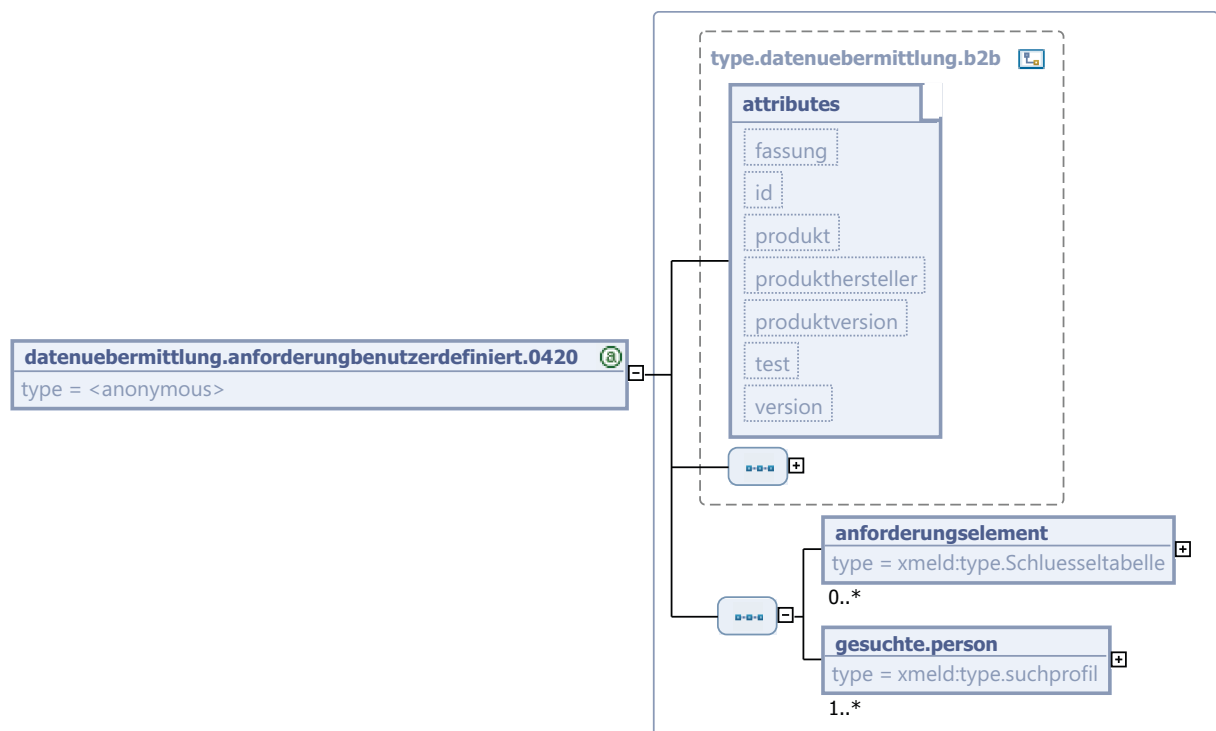 type.datenuebermittlung.b2b
attributes
fassung
id
produkt
produkthersteller
produktversion
test
version
datenuebermittlung.anforderungbenutzerdefiniert.0420 @
type = <anonymous>
anforderungselement
type = xmeld:type.Schluesseltabelle
0..*
gesuchte.person
type = xmeld:type.suchprofil
1..*